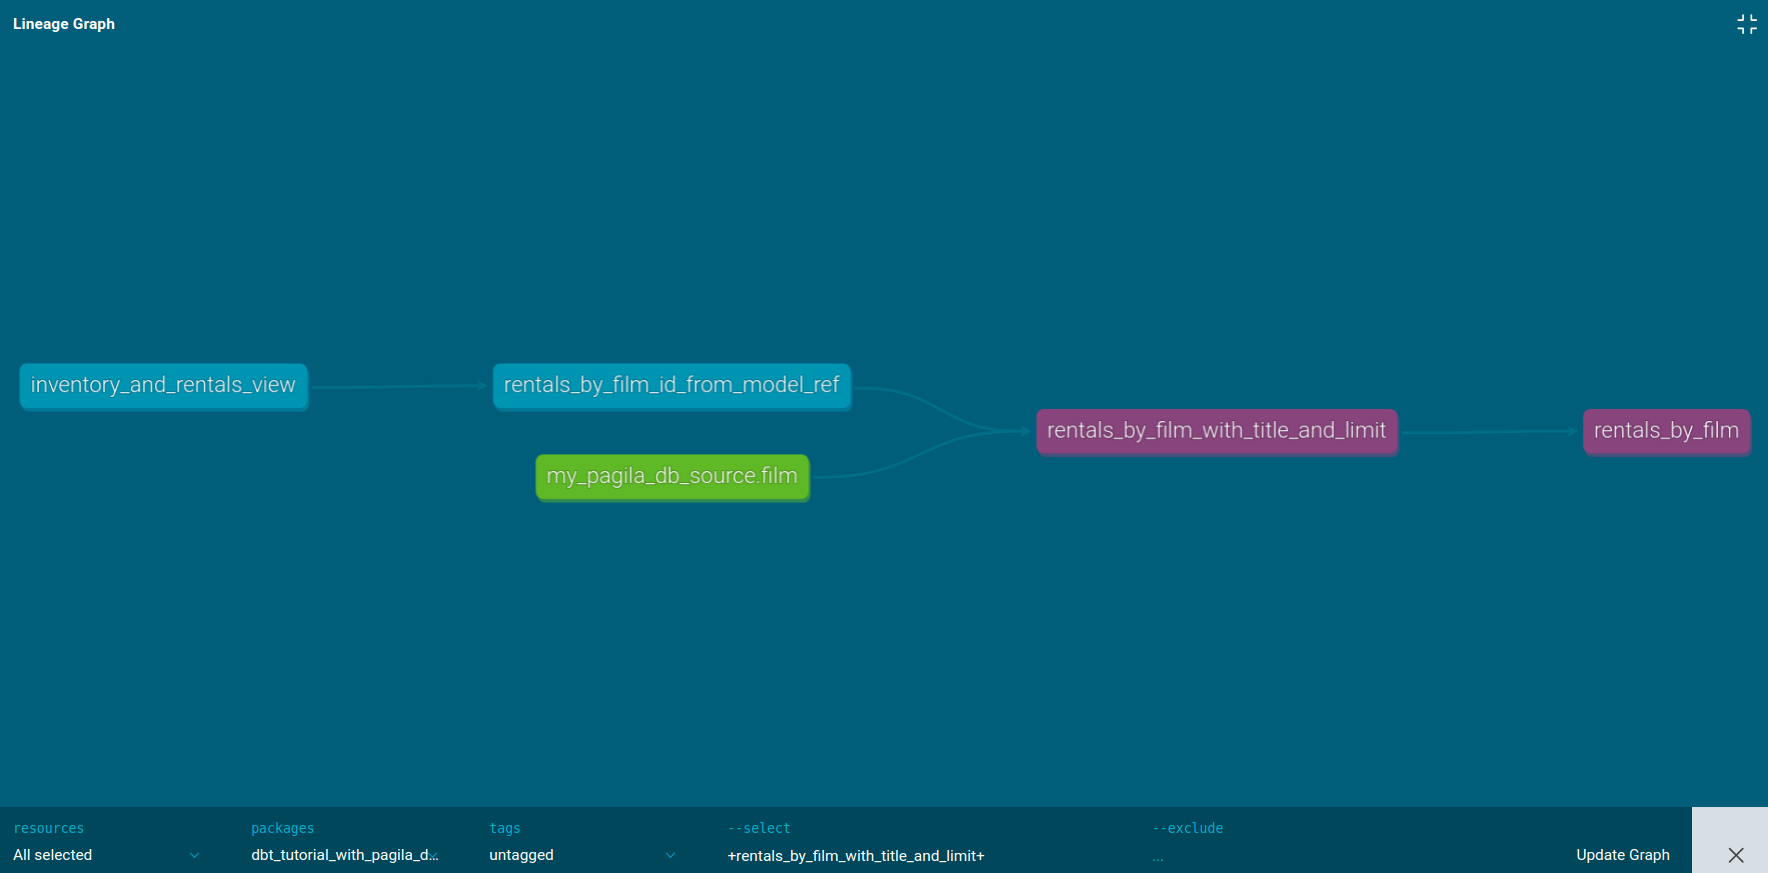 Lineage Graph
inventory_and_rentals_view
rentals_by_film_id_from_model_ref
my_pagila_db_source.film
rentals_by_film_with_title_and_limit
rentals_by_film
resources
All selected
packages
dbt_tutorial_with_pagila_d...
tags
untagged
--select
+rentals_by_film_with_title_and_limit+
--exclude
...
Update Graph